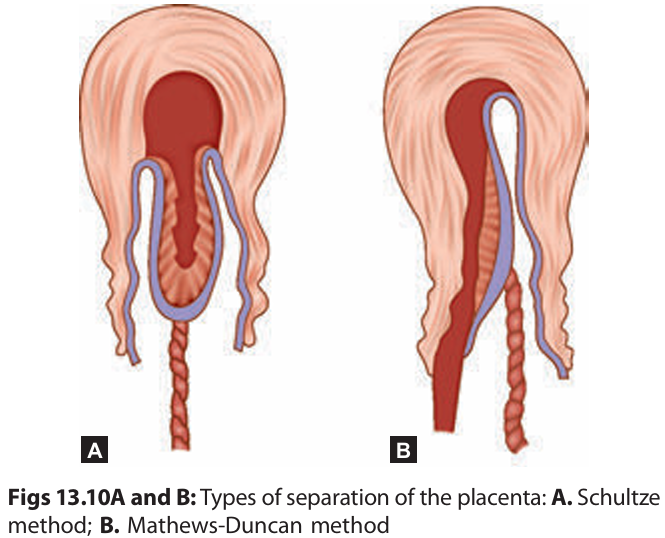 A
B
Figs 13.10A and B: Types of separation of the placenta: A. Schultze
method; B. Mathews-Duncan method